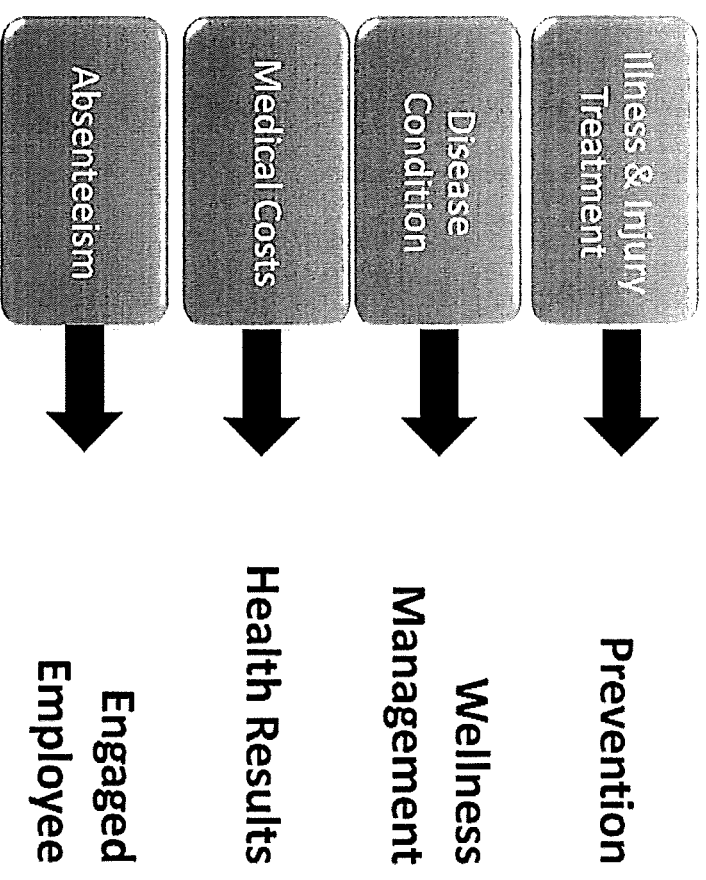 Illness & Injury
Treatment
Prevention
Disease
Condition
Wellness
Management
Medical Costs
Health Results
Absenteeism
Engaged
Employee